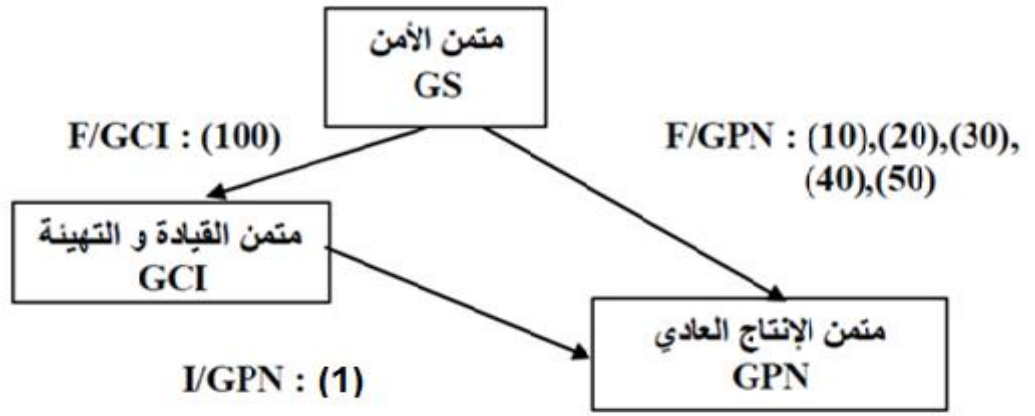 متمن الأمن
GS
F/GCI : (100)
F/GPN : (10),(20),(30),
(40),(50)
متمن القيادة و التهيئة
GCI
متمن الإنتاج العادي
GPN
I/GPN : (1)